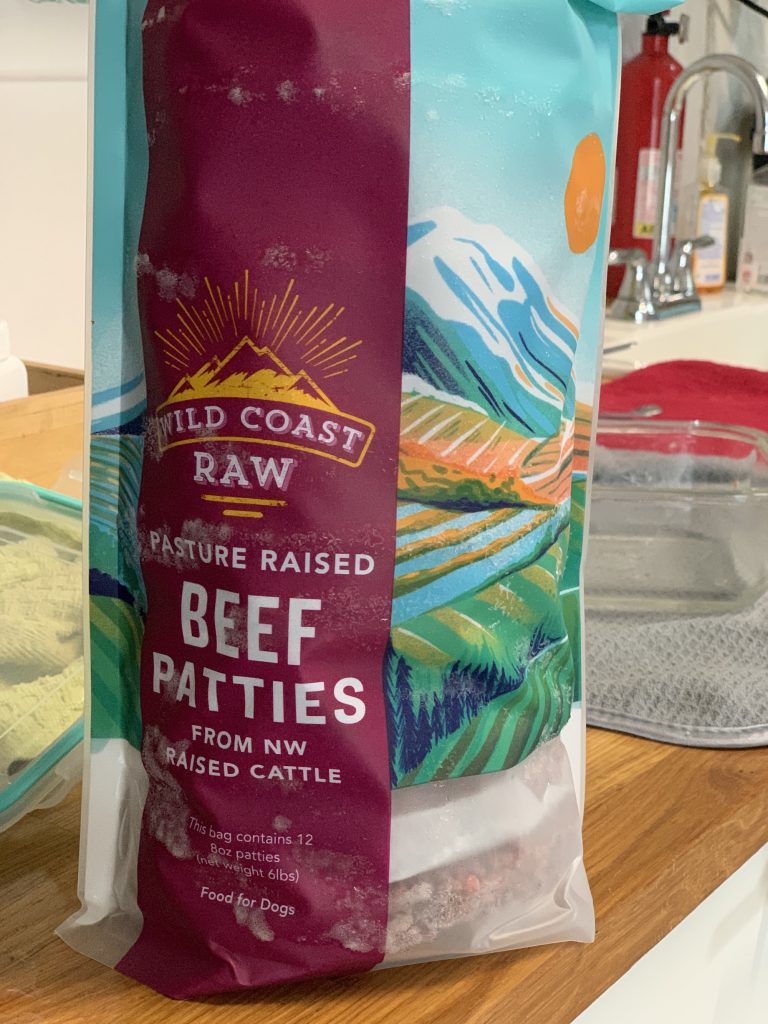 WILD COAST
RAW
PASTURE RAISED
BEEF
PATTIES
FROM NW
RAISED CATTLE
This bag contains 12
8oz patties
(net weight 6lbs)
Food for Dogs